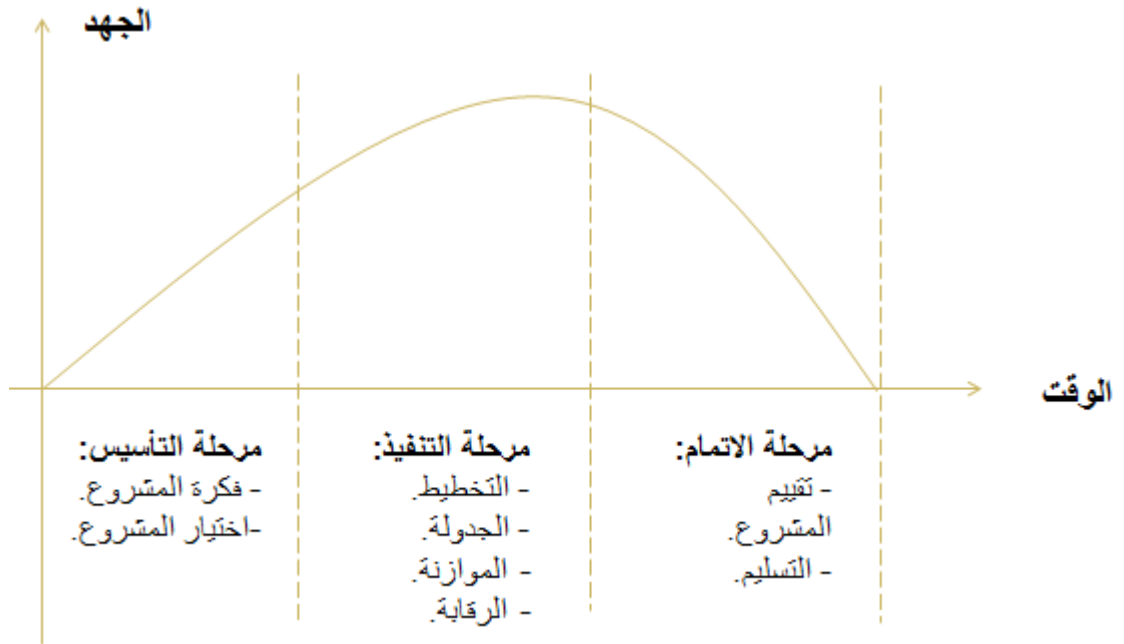 الجهد
الوقت
مرحلة التأسيس:
- فكرة المشروع.
-اختيار المشروع.
مرحلة التنفيذ:
- التخطيط.
- الجدولة.
- الموازنة.
- الرقابة.
مرحلة الاتمام:
- تقييم
المشروع.
- التسليم.